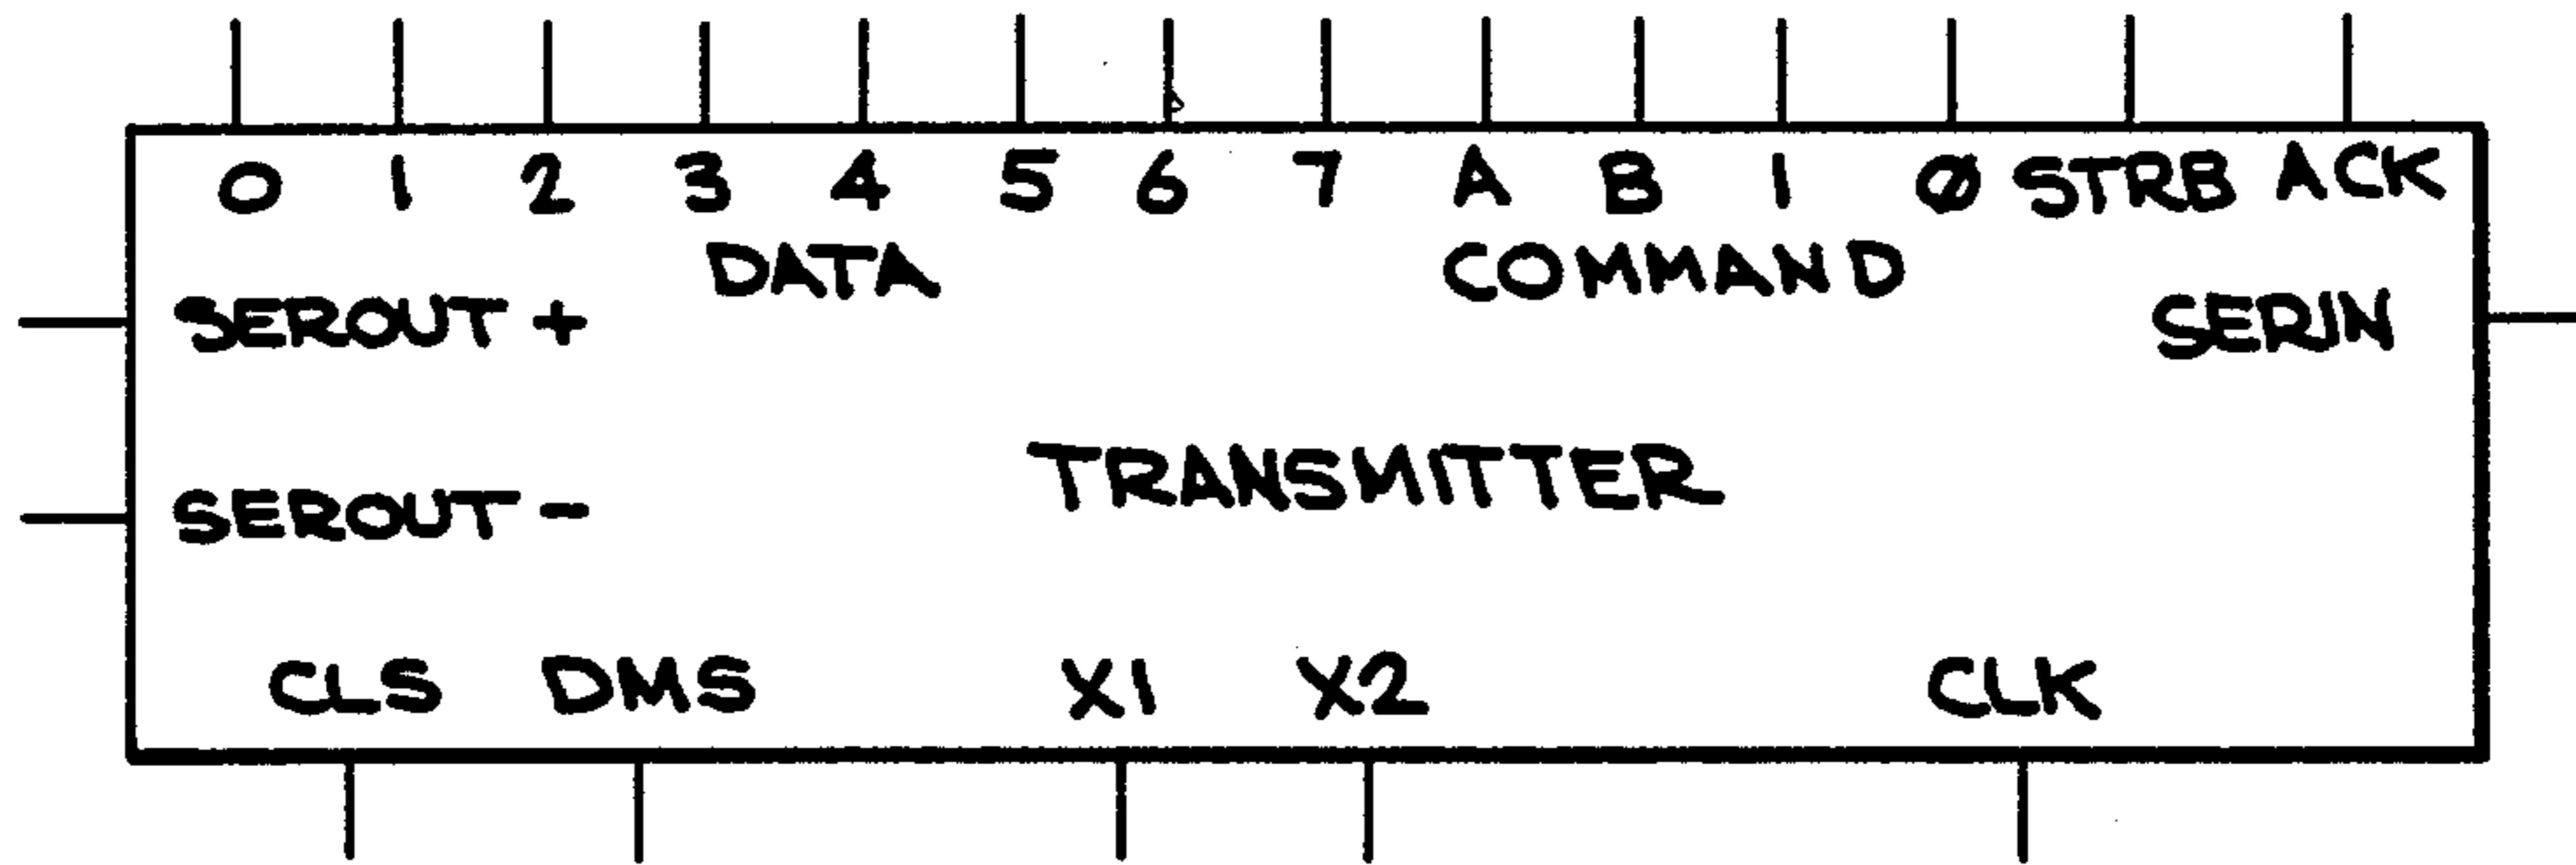 0 1 2 3 4 5 6 7 A B 1 Ø STRB ACK
DATA COMMAND
SEROUT + SERIN
TRANSMITTER
SEROUT -
CLS DMS X1 X2 CLK